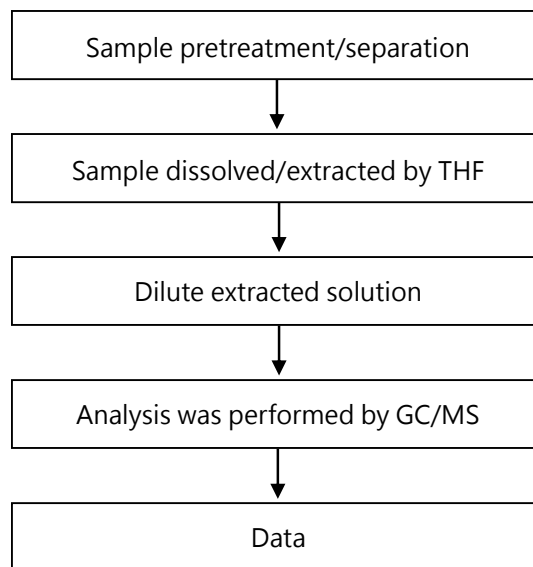 Sample pretreatment/separation
Sample dissolved/extracted by THF
Dilute extracted solution
Analysis was performed by GC/MS
Data